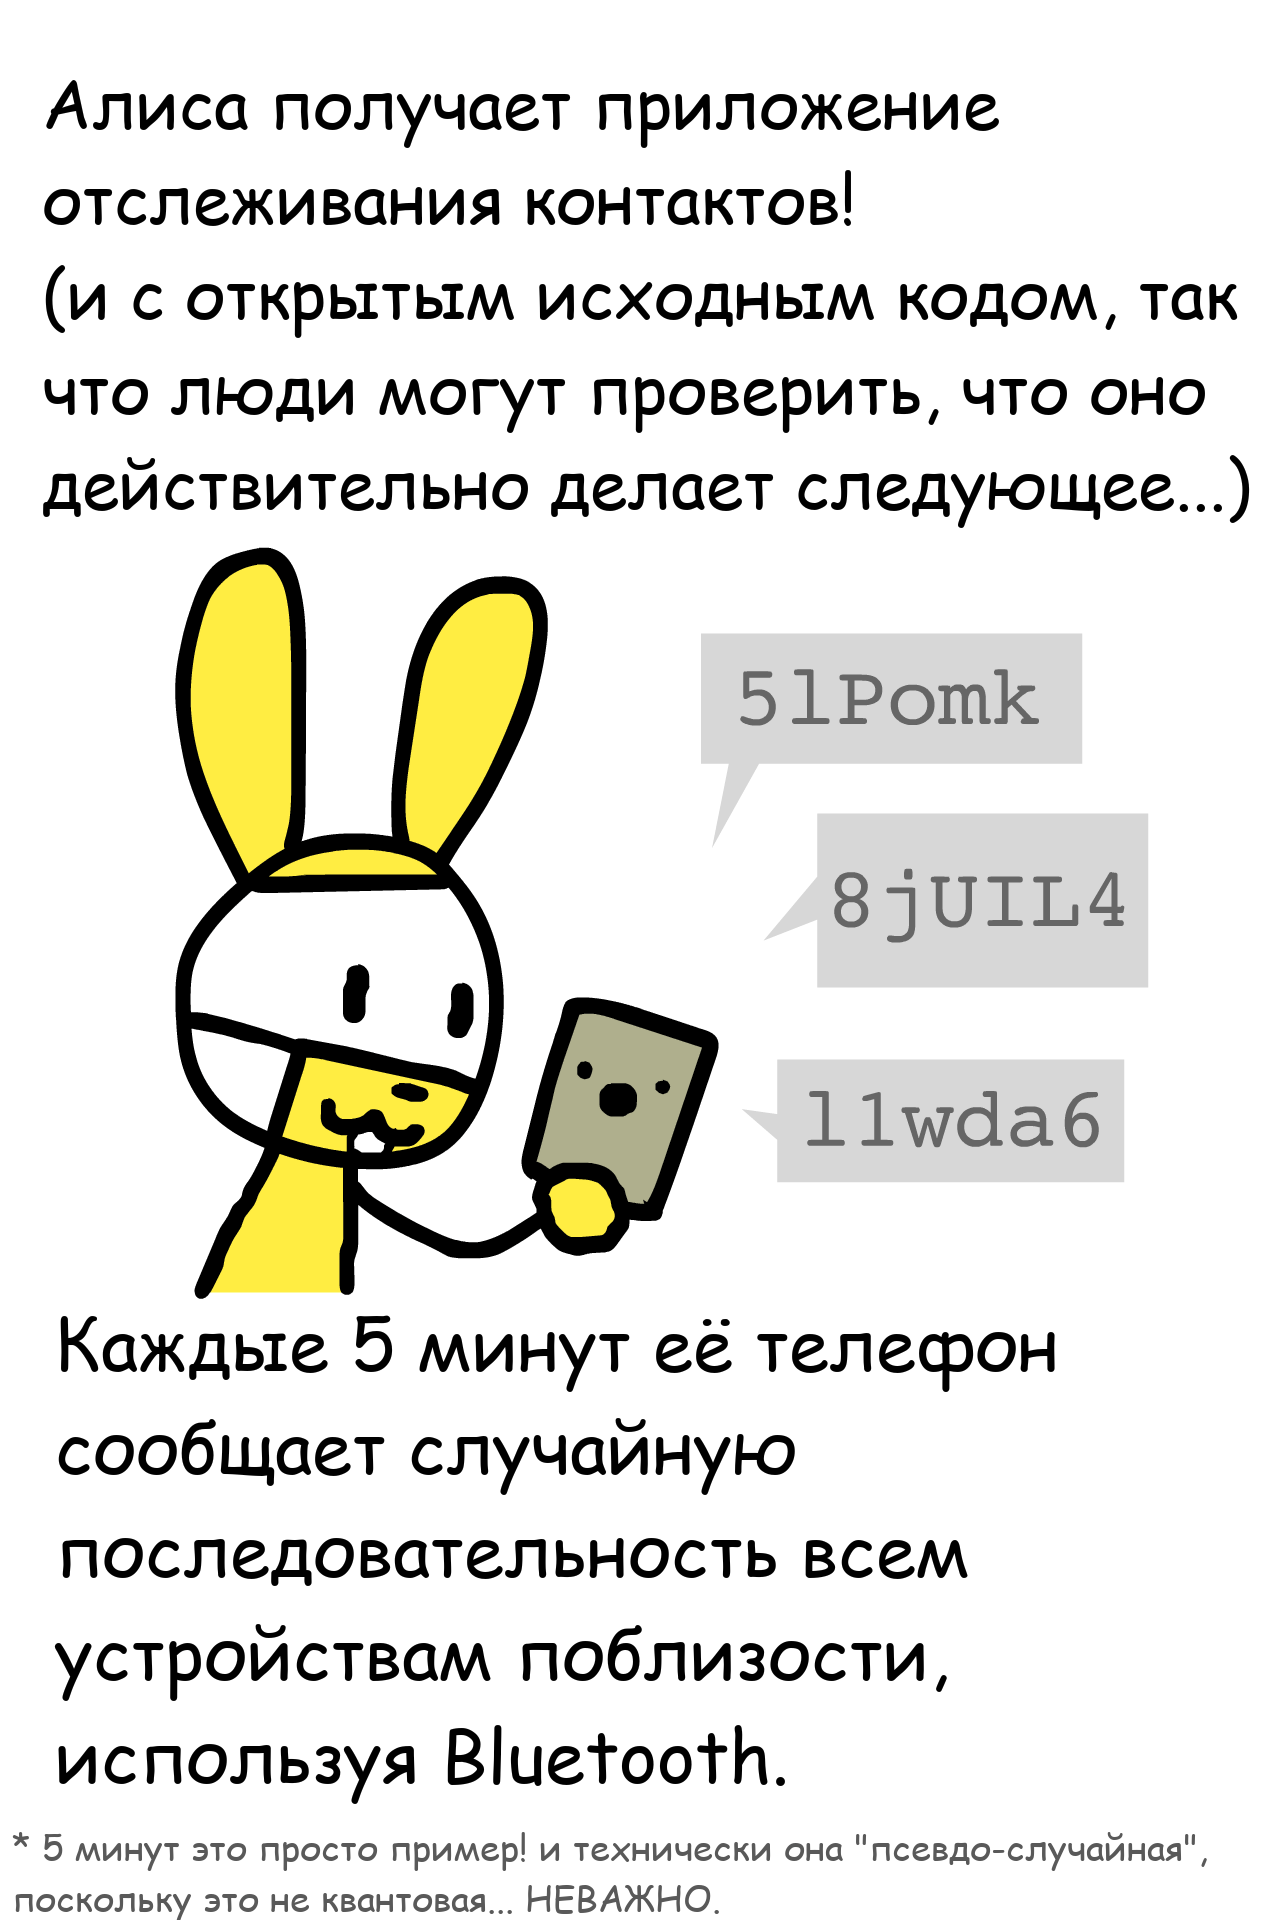 Алиса получает приложение
отслеживания контактов!
(и с открытым исходным кодом, так
что люди могут проверить, что оно
действительно делает следующее...)
5lPomk
8jUIL4
l1wda6
Каждые 5 минут её телефон
сообщает случайную
последовательность всем
устройствам поблизости,
используя Bluetooth.
* 5 минут это просто пример! и технически она "псевдо-случайная",
поскольку это не квантовая... НЕВАЖНО.